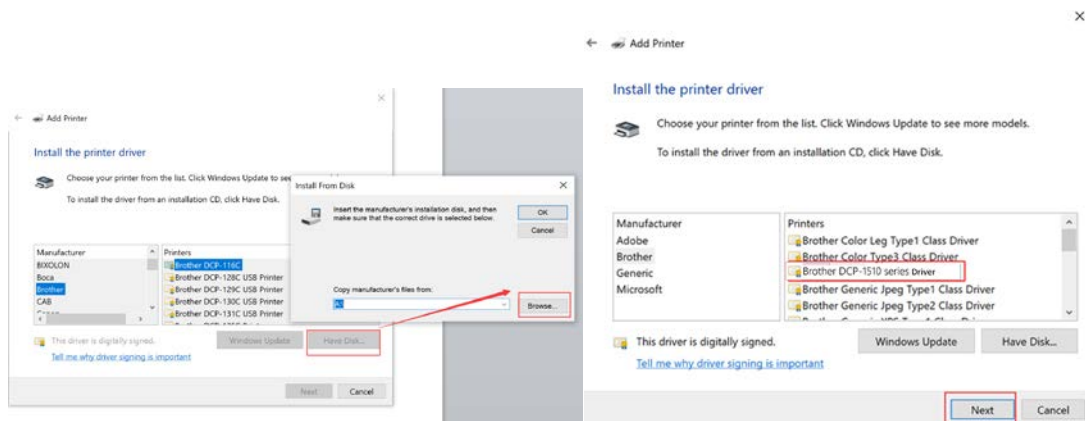 Add Printer
Install the printer driver
Choose your printer from the list. Click Windows Update to see
To install the driver from an installation CD, click Have Disk.
Manufacturer
BIXOLON
Boca
Brother
CAB
Printers
Brother DCP-116C
Brother DCP-128C USB Printer
Brother DCP-129C USB Printer
Brother DCP-130C USB Printer
Brother DCP-131C USB Printer
This driver is digitally signed.
Windows Update
Have Disk...
Tell me why driver signing is important
Next
Cancel
Install From Disk
Insert the manufacturer's installation disk, and then
make sure that the correct drive is selected below.
OK
Cancel
Copy manufacturer's files from:
A:\
Browse...
Add Printer
Install the printer driver
Choose your printer from the list. Click Windows Update to see more models.
To install the driver from an installation CD, click Have Disk.
Manufacturer
Adobe
Brother
Generic
Microsoft
Printers
Brother Color Leg Type1 Class Driver
Brother Color Type3 Class Driver
Brother DCP-1510 series Driver
Brother Generic Jpeg Type1 Class Driver
Brother Generic Jpeg Type2 Class Driver
This driver is digitally signed.
Windows Update
Have Disk...
Tell me why driver signing is important
Next
Cancel